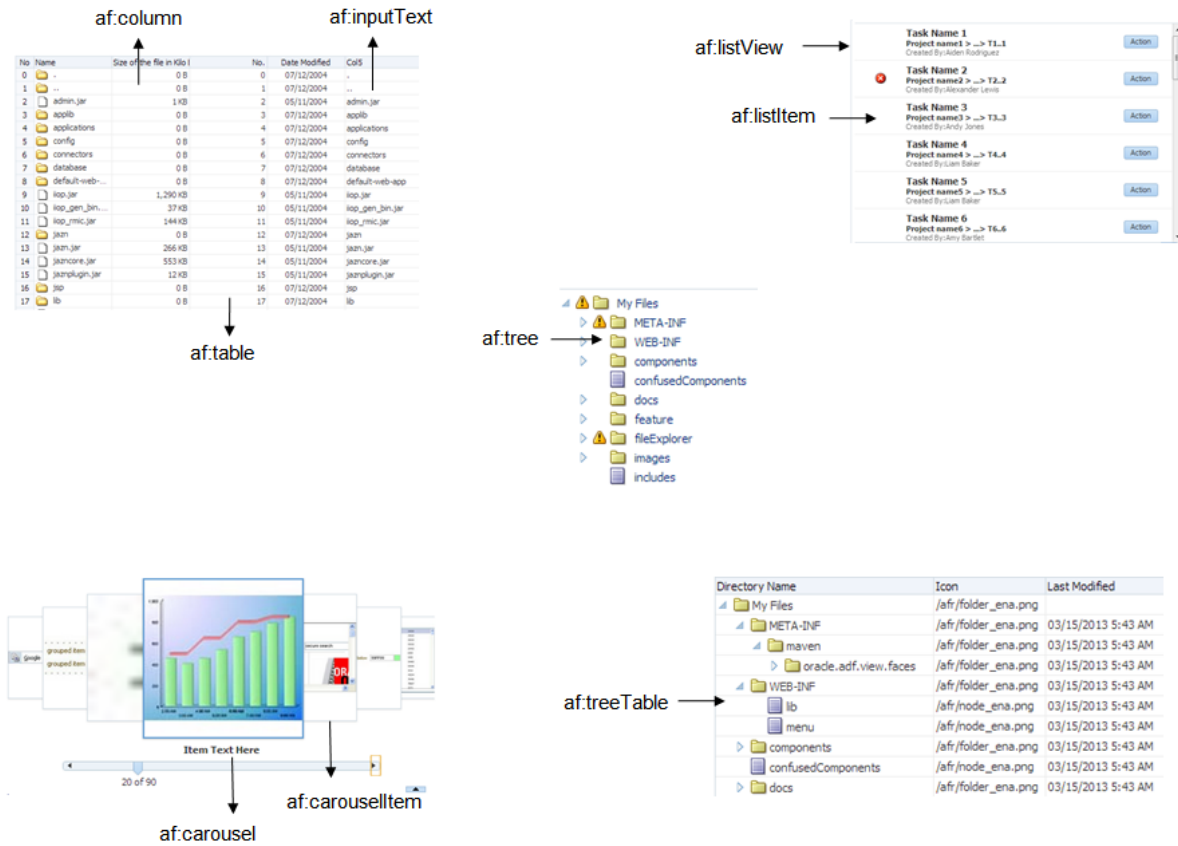 af:column
af:inputText
No Name Size of the file in Kilo No. Date Modified Col5
0 . 0 B 0 07/12/2004 .
1 .. 0 B 1 07/12/2004 ..
2 admin.jar 1 KB 2 05/11/2004 admin.jar
3 applib 0 B 3 07/12/2004 applib
4 applications 0 B 4 07/12/2004 applications
5 config 0 B 5 07/12/2004 config
6 connectors 0 B 6 07/12/2004 connectors
7 database 0 B 7 07/12/2004 database
8 default-web-... 0 B 8 07/12/2004 default-web-app
9 iiop.jar 1,290 KB 9 05/11/2004 iiop.jar
10 iiop_gen_bin.... 37 KB 10 05/11/2004 iiop_gen_bin.jar
11 iiop_rmic.jar 144 KB 11 05/11/2004 iiop_rmic.jar
12 jazn 0 B 12 07/12/2004 jazn
13 jazn.jar 266 KB 13 05/11/2004 jazn.jar
14 jazncore.jar 553 KB 14 05/11/2004 jazncore.jar
15 jaznplugin.jar 12 KB 15 05/11/2004 jaznplugin.jar
16 jsp 0 B 16 07/12/2004 jsp
17 lib 0 B 17 07/12/2004 lib
af:table
af:listView
af:listItem
Task Name 1
Project name1 > ...> T1..1
Created By:Aiden Rodriguez
Action
Task Name 2
Project name2 > ...> T2..2
Created By:Alexander Lewis
Action
Task Name 3
Project name3 > ...> T3..3
Created By:Andy Jones
Action
Task Name 4
Project name4 > ...> T4..4
Created By:Liam Baker
Action
Task Name 5
Project name5 > ...> T5..5
Created By:Liam Baker
Action
Task Name 6
Project name6 > ...> T6..6
Created By:Amy Bartlet
Action
af:tree
My Files
META-INF
WEB-INF
components
confusedComponents
docs
feature
fileExplorer
images
includes
Google
grouped item
grouped item
secure search
Item Text Here
20 of 90
af:carouselItem
af:carousel
af:treeTable
Directory Name Icon Last Modified
My Files /afr/folder_ena.png
META-INF /afr/folder_ena.png 03/15/2013 5:43 AM
maven /afr/folder_ena.png 03/15/2013 5:43 AM
oracle.adf.view.faces /afr/folder_ena.png 03/15/2013 5:43 AM
WEB-INF /afr/folder_ena.png 03/15/2013 5:43 AM
lib /afr/node_ena.png 03/15/2013 5:43 AM
menu /afr/node_ena.png 03/15/2013 5:43 AM
components /afr/folder_ena.png 03/15/2013 5:43 AM
confusedComponents /afr/node_ena.png 03/15/2013 5:43 AM
docs /afr/folder_ena.png 03/15/2013 5:43 AM